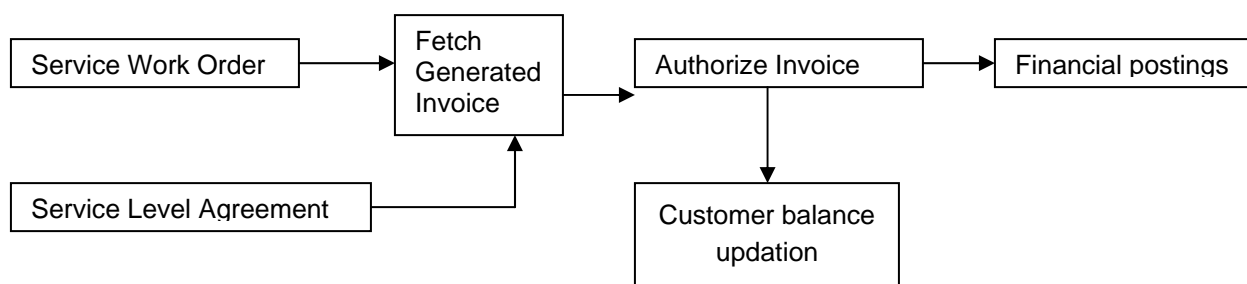 Service Work Order
Fetch
Generated
Invoice
Authorize Invoice
Financial postings
Service Level Agreement
Customer balance
updation